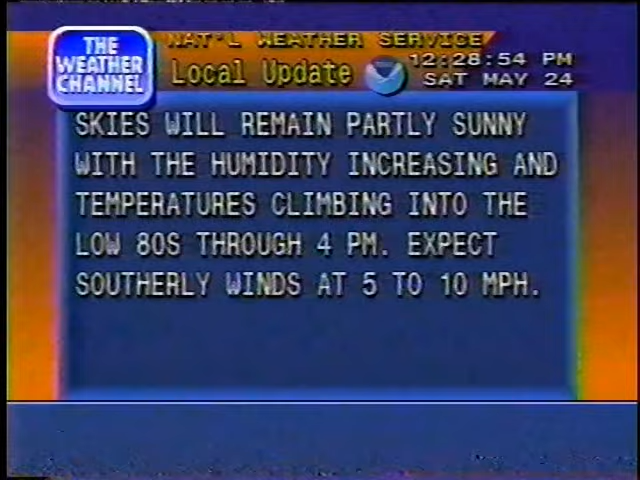 THE
WEATHER
CHANNEL
NAT'L WEATHER SERVICE
Local Update
12:28:54 PM
SAT MAY 24
SKIES WILL REMAIN PARTLY SUNNY
WITH THE HUMIDITY INCREASING AND
TEMPERATURES CLIMBING INTO THE
LOW 80S THROUGH 4 PM. EXPECT
SOUTHERLY WINDS AT 5 TO 10 MPH.